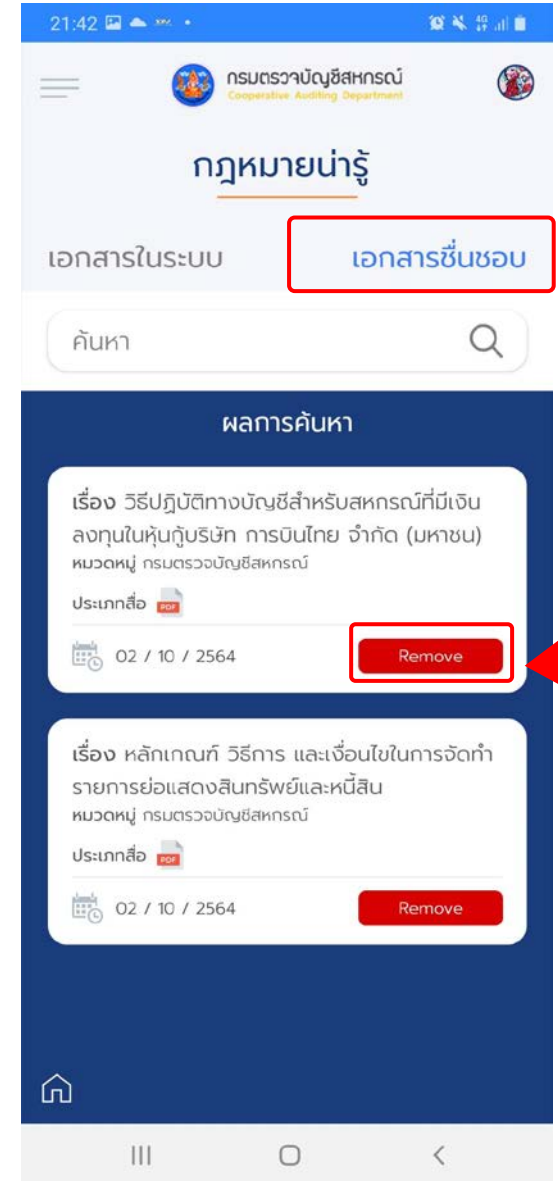 21:42
4G
กรมตรวจบัญชีสหกรณ์
Cooperative Auditing Department
กฎหมายน่ารู้
เอกสารในระบบ
เอกสารชื่นชอบ
ค้นหา
ผลการค้นหา
เรื่อง วิธีปฏิบัติทางบัญชีสำหรับสหกรณ์ที่มีเงิน
ลงทุนในหุ้นกู้บริษัท การบินไทย จำกัด (มหาชน)
หมวดหมู่ กรมตรวจบัญชีสหกรณ์
ประเภทสื่อ PDF
02 / 10 / 2564
Remove
เรื่อง หลักเกณฑ์ วิธีการ และเงื่อนไขในการจัดทำ
รายการย่อแสดงสินทรัพย์และหนี้สิน
หมวดหมู่ กรมตรวจบัญชีสหกรณ์
ประเภทสื่อ PDF
02 / 10 / 2564
Remove